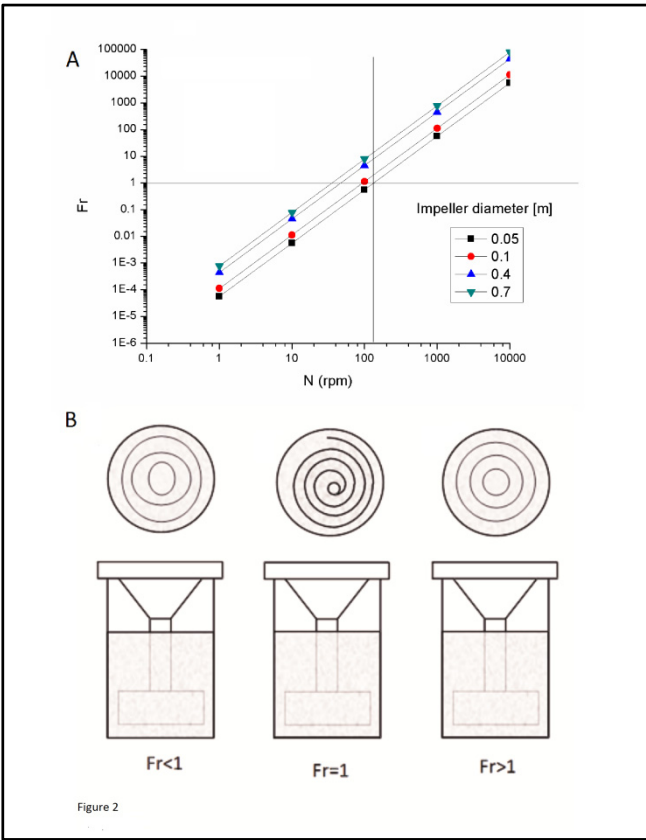 A
100000
10000
1000
100
10
1
0.1
0.01
1E-3
1E-4
1E-5
1E-6
Fr
0.1
1
10
100
1000
10000
N (rpm)
Impeller diameter [m]
0.05
0.1
0.4
0.7
B
Fr<1
Fr=1
Fr>1
Figure 2